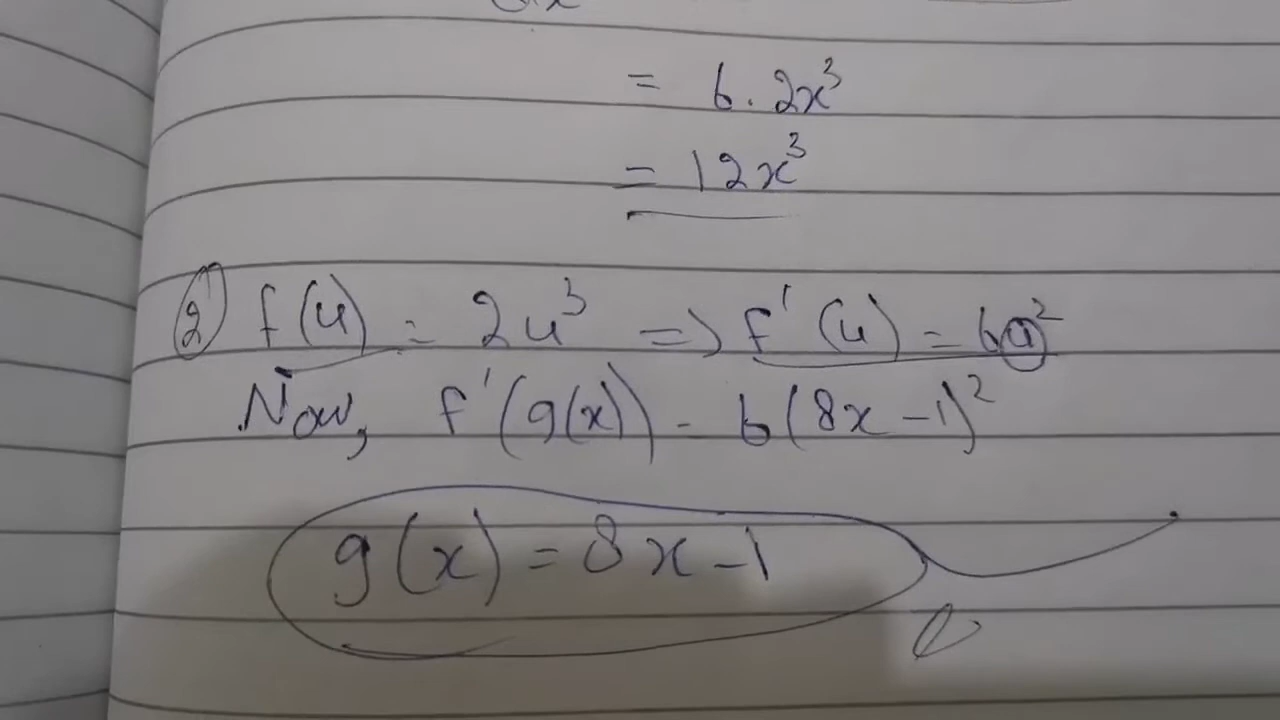 = 6. 2x³
= 12x³
2) f(u) = 2u³ => f'(u) = 6u²
Now, f'(g(x)) = 6(8x-1)²
g(x) = 8x-1